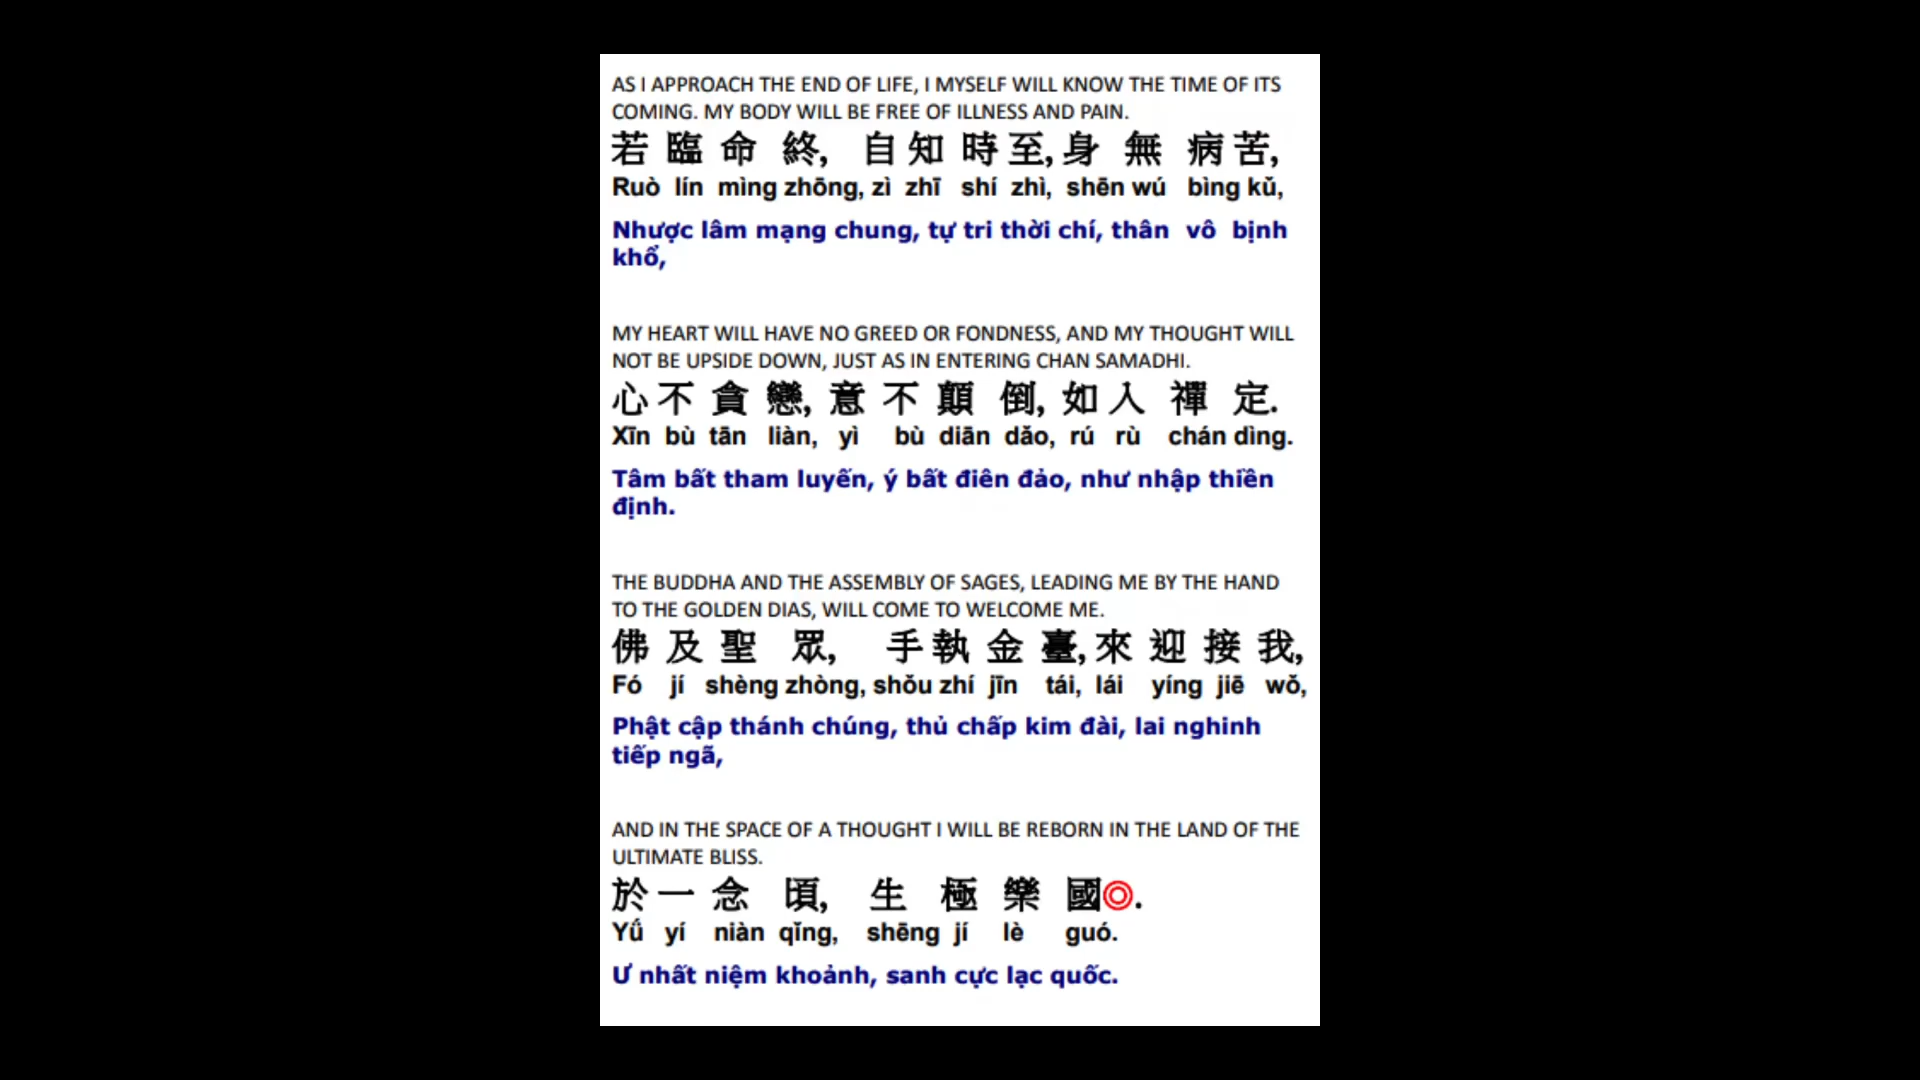 AS I APPROACH THE END OF LIFE, I MYSELF WILL KNOW THE TIME OF ITS
COMING. MY BODY WILL BE FREE OF ILLNESS AND PAIN.
若 臨 命 終, 自 知 時 至, 身 無 病 苦,
Ruò lín mìng zhōng, zì zhī shí zhì, shēn wú bìng kǔ,
Nhược lâm mạng chung, tự tri thời chí, thân vô bịnh
khổ,
MY HEART WILL HAVE NO GREED OR FONDNESS, AND MY THOUGHT WILL
NOT BE UPSIDE DOWN, JUST AS IN ENTERING CHAN SAMADHI.
心 不 貪 戀, 意 不 顛 倒, 如 入 禪 定.
Xīn bù tān liàn, yì bù diān dǎo, rú rù chán dìng.
Tâm bất tham luyến, ý bất điên đảo, như nhập thiền
định.
THE BUDDHA AND THE ASSEMBLY OF SAGES, LEADING ME BY THE HAND
TO THE GOLDEN DIAS, WILL COME TO WELCOME ME.
佛 及 聖 眾, 手 執 金 臺, 來 迎 接 我,
Fó jí shèng zhòng, shǒu zhí jīn tái, lái yíng jiē wǒ,
Phật cập thánh chúng, thủ chấp kim đài, lai nghinh
tiếp ngã,
AND IN THE SPACE OF A THOUGHT I WILL BE REBORN IN THE LAND OF THE
ULTIMATE BLISS.
於 一 念 頃, 生 極 樂 國◎.
Yǘ yí niàn qǐng, shēng jí lè guó.
Ư nhất niệm khoảnh, sanh cực lạc quốc.